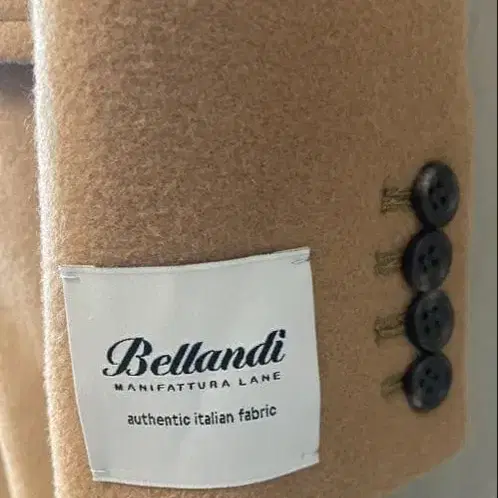 Bellandi
MANIFATTURA LANE
authentic italian fabric